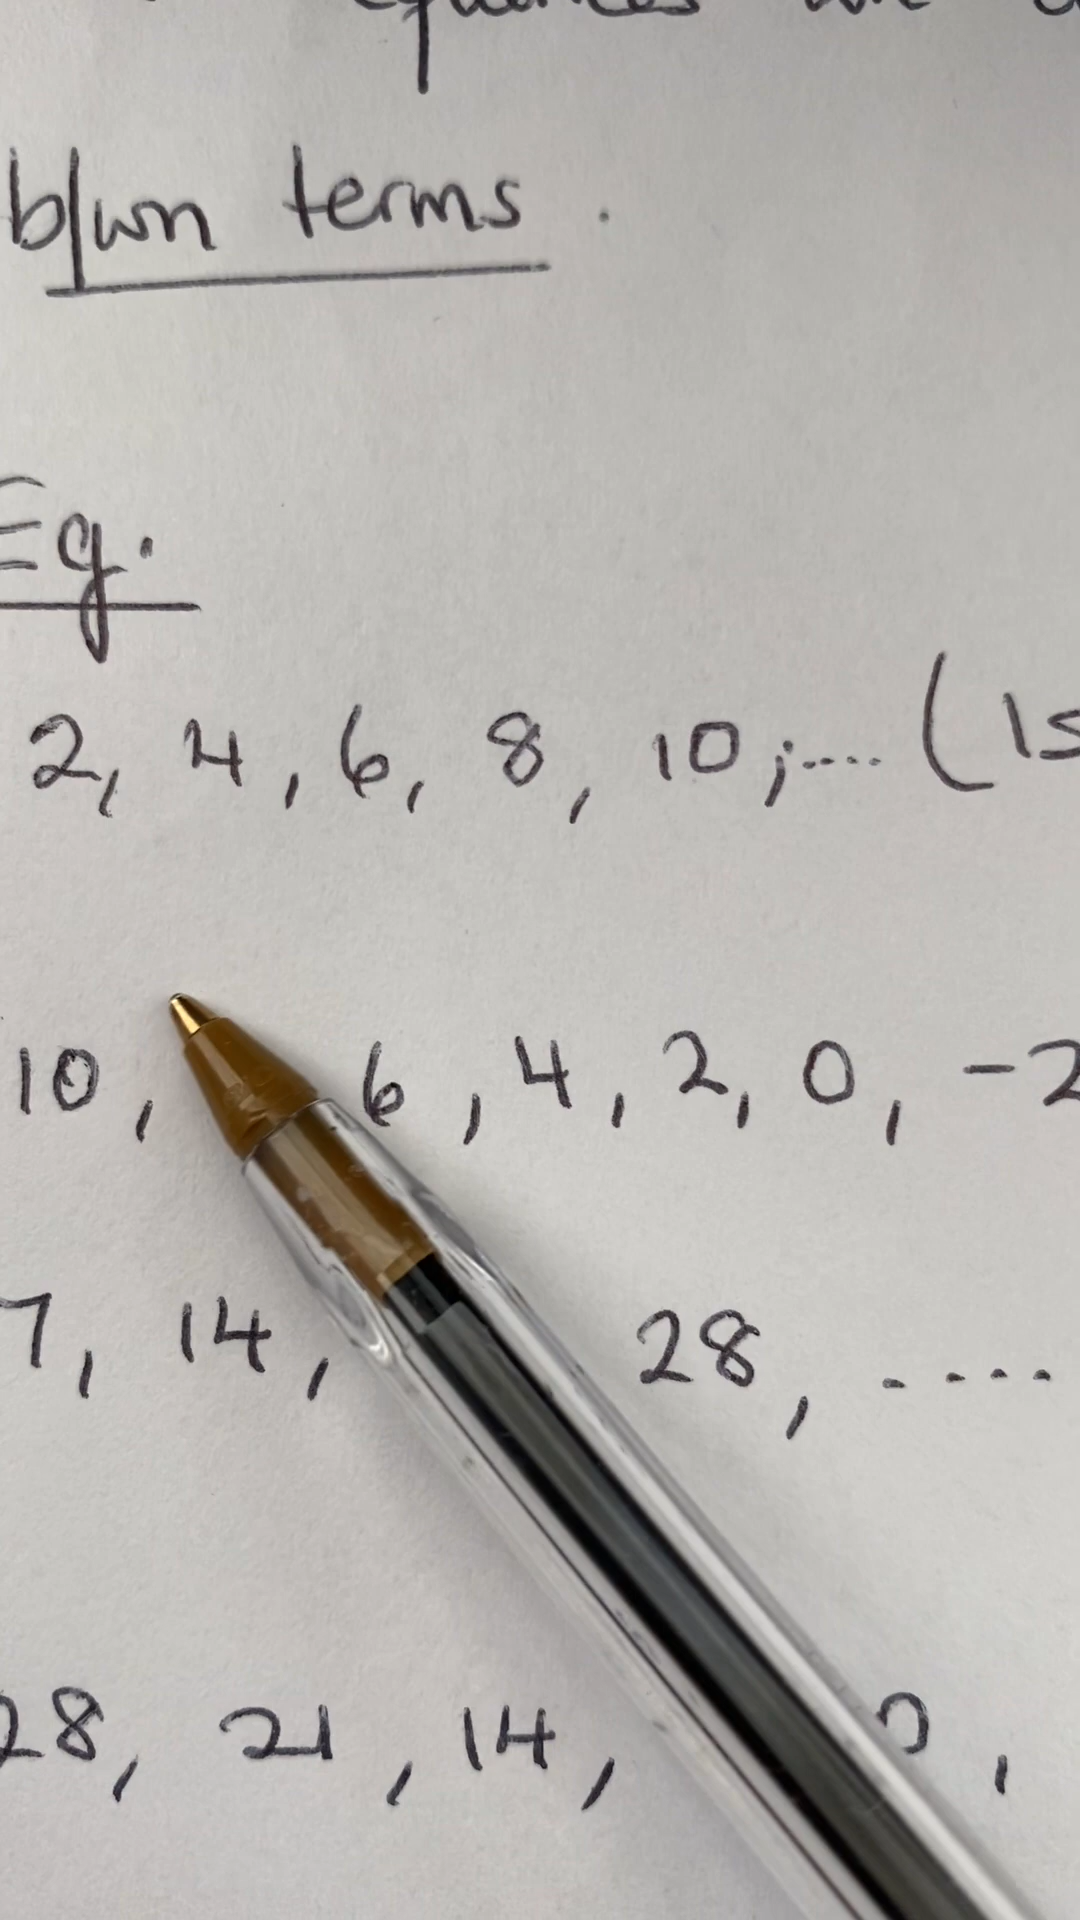 b/wn terms.
Eg.
2, 4, 6, 8, 10,.... (1s
10, 6, 4, 2, 0, -2
7, 14, 28, ....
28, 21, 14, 0,